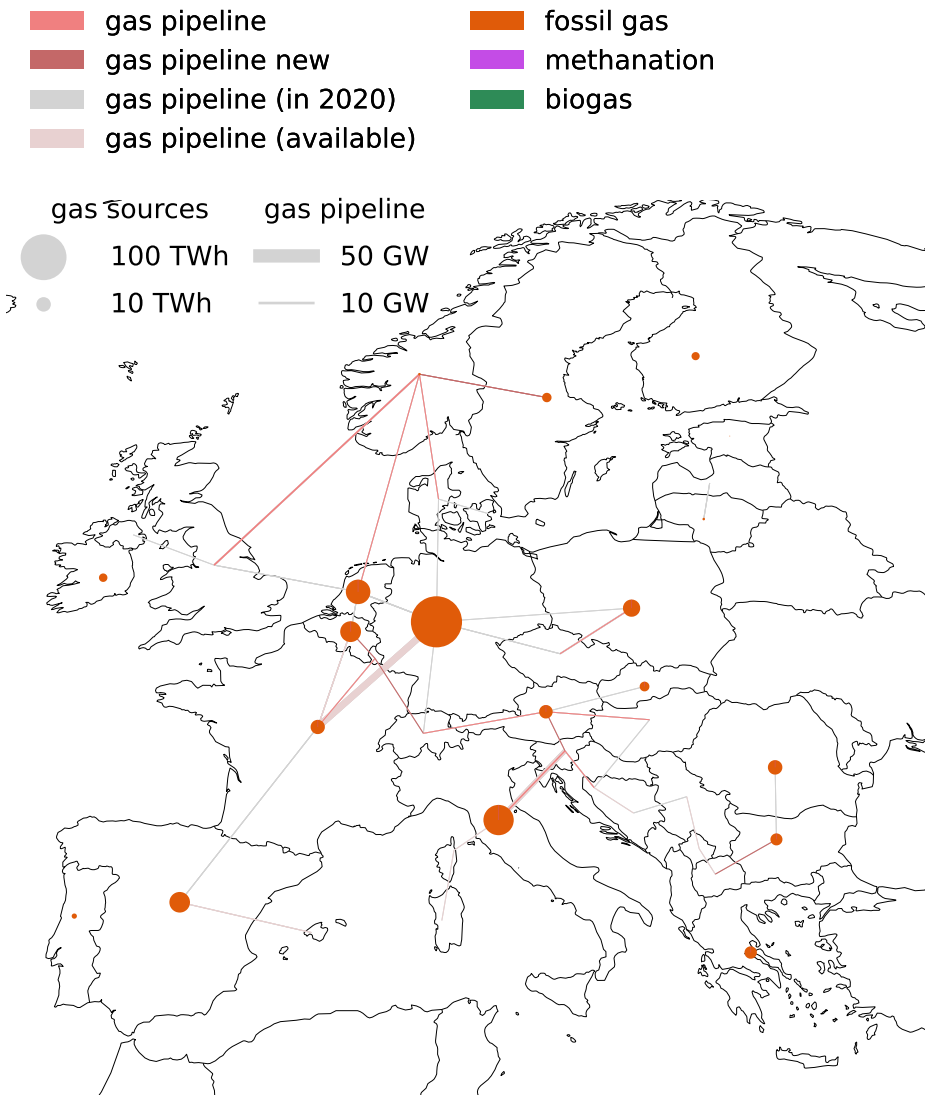 gas pipeline
gas pipeline new
gas pipeline (in 2020)
gas pipeline (available)
fossil gas
methanation
biogas
gas sources
100 TWh
10 TWh
gas pipeline
50 GW
10 GW